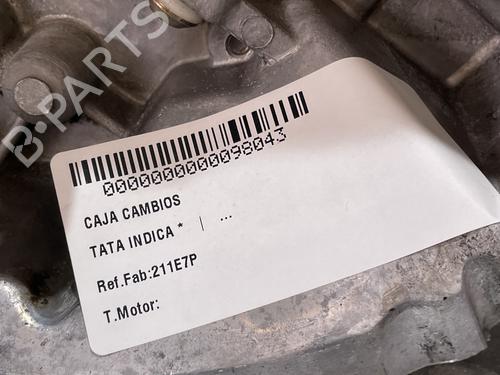 B-PARTS
0000000000098043
CAJA CAMBIOS
TATA INDICA * | ...
Ref.Fab:211E7P
T.Motor: